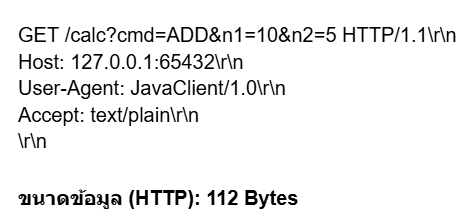 GET /calc?cmd=ADD&n1=10&n2=5 HTTP/1.1\r\n
Host: 127.0.0.1:65432\r\n
User-Agent: JavaClient/1.0\r\n
Accept: text/plain\r\n
\r\n
ขนาดข้อมูล (HTTP): 112 Bytes